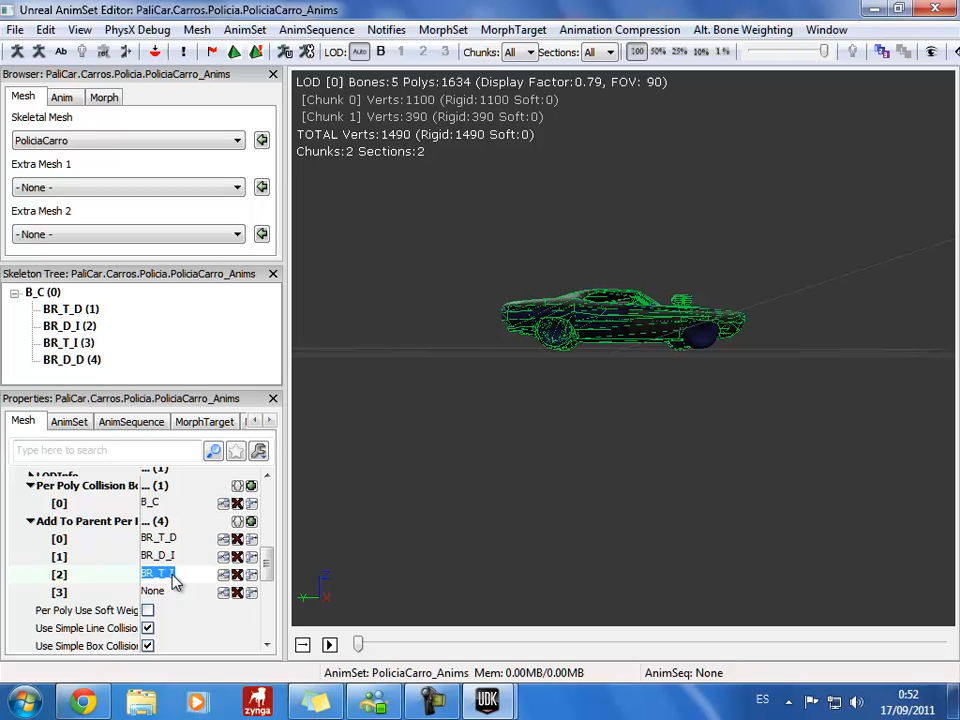 Unreal AnimSet Editor: PaliCar.Carros.Policia.PoliciaCarro_Anims
File Edit View PhysX Debug Mesh AnimSet AnimSequence Notifies MorphSet MorphTarget Animation Compression Alt. Bone Weighting Window
Ab ref LOD: Auto B 1 2 3 Chunks: All Sections: All 100 50% 25% 10% 1%
Browser: PaliCar.Carros.Policia.PoliciaCarro_Anims
Mesh Anim Morph
Skeletal Mesh
PoliciaCarro
Extra Mesh 1
- None -
Extra Mesh 2
- None -
Skeleton Tree: PaliCar.Carros.Policia.PoliciaCarro_Anims
B_C (0)
BR_T_D (1)
BR_D_I (2)
BR_T_I (3)
BR_D_D (4)
Properties: PaliCar.Carros.Policia.PoliciaCarro_Anims
Mesh AnimSet AnimSequence MorphTarget
Type here to search
LODInfo ... (1)
Per Poly Collision Bo ... (1)
[0] B_C
Add To Parent Per ... (4)
[0] BR_T_D
[1] BR_D_I
[2] BR_T_I
[3] None
Per Poly Use Soft Weig
Use Simple Line Collisio
Use Simple Box Collision
LOD [0] Bones:5 Polys:1634 (Display Factor:0.79, FOV: 90)
[Chunk 0] Verts:1100 (Rigid:1100 Soft:0)
[Chunk 1] Verts:390 (Rigid:390 Soft:0)
TOTAL Verts:1490 (Rigid:1490 Soft:0)
Chunks:2 Sections:2
Z
Y X
AnimSet: PoliciaCarro_Anims Mem: 0.00MB/0.00MB AnimSeq: None
zynga
UDK
ES
0:52
17/09/2011